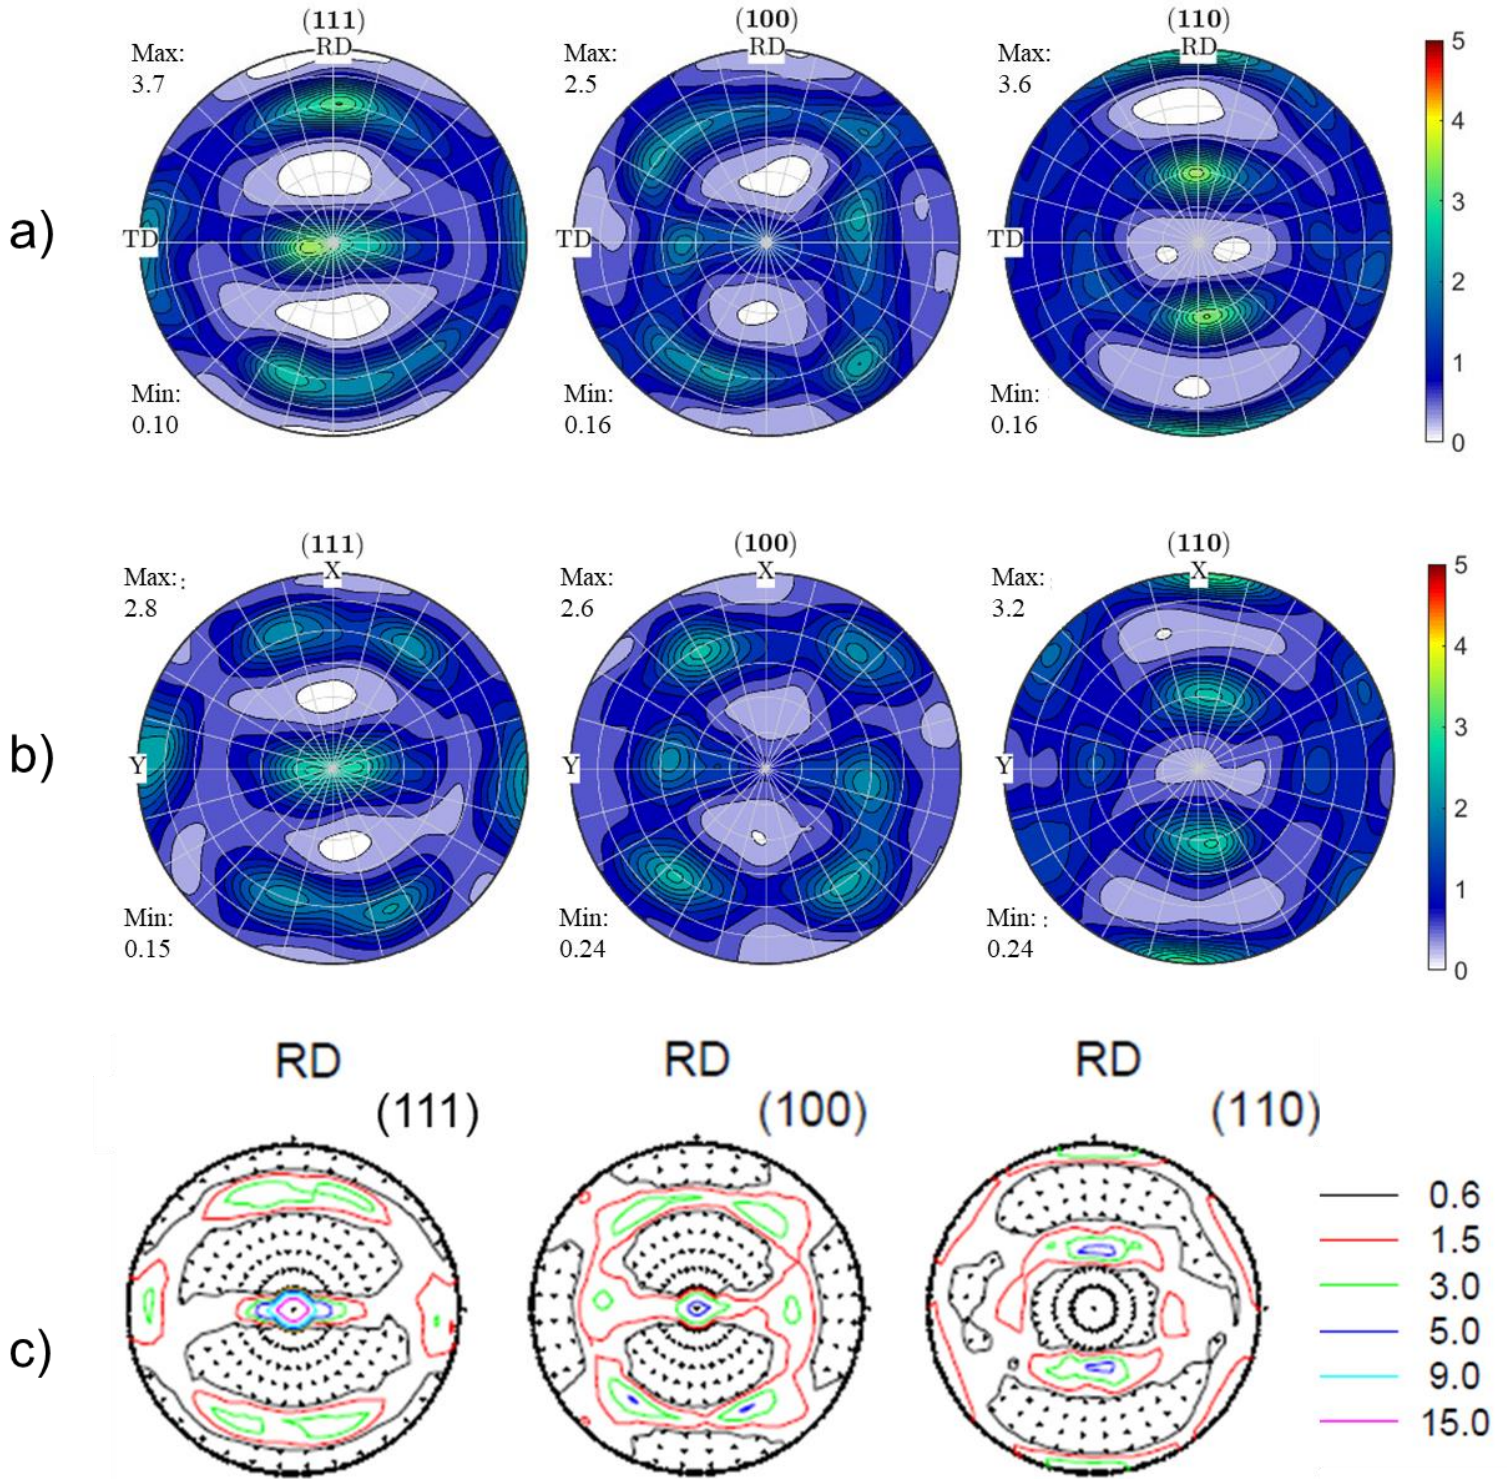 a)
(111)
RD
TD
Max:
3.7
Min:
0.10
(100)
RD
TD
Max:
2.5
Min:
0.16
(110)
RD
TD
Max:
3.6
Min:
0.16
5
4
3
2
1
0
b)
(111)
X
Y
Max:
2.8
Min:
0.15
(100)
X
Y
Max:
2.6
Min:
0.24
(110)
X
Y
Max:
3.2
Min:
0.24
5
4
3
2
1
0
c)
RD
(111)
RD
(100)
RD
(110)
0.6
1.5
3.0
5.0
9.0
15.0